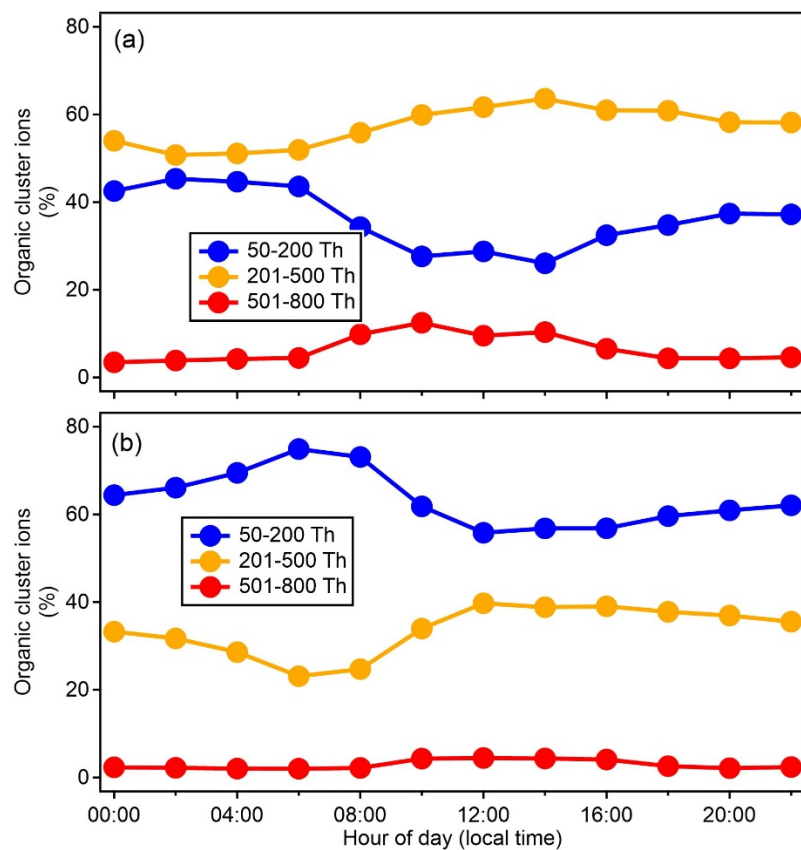 (a)
80
60
40
20
0
Organic cluster ions
(%)
50-200 Th
201-500 Th
501-800 Th
(b)
80
60
40
20
0
Organic cluster ions
(%)
50-200 Th
201-500 Th
501-800 Th
00:00 04:00 08:00 12:00 16:00 20:00
Hour of day (local time)